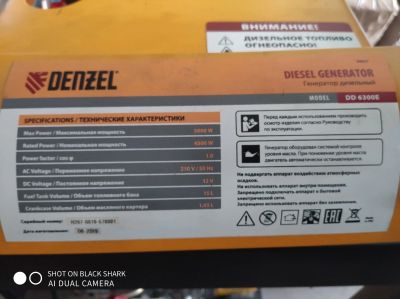 ВНИМАНИЕ!
ДИЗЕЛЬНОЕ ТОПЛИВО
ОГНЕОПАСНО!
DENZEL
DIESEL GENERATOR
Генератор дизельный
MODEL DD 6300E
SPECIFICATIONS / ТЕХНИЧЕСКИЕ ХАРАКТЕРИСТИКИ
Max Power / Максимальная мощность 5000 W
Rated Power / Номинальная мощность
Power factor / cos φ 1.0
AC Voltage / Переменное напряжение 230 V / 50 Hz
DC Voltage / Постоянное напряжение 12 V
Fuel Tank Volume / Объем топливного бака 15 L
Crankcase Volume / Объем масляного картера 1,65 L
Серийный номер:
Дата изготовления:
Перед каждым использованием производить
осмотр изделия согласно Руководству
по эксплуатации.
Генератор оборудован системой контроля
уровня масла. При понижении уровня масла
двигатель автоматически останавливается.
Не подвергать аппарат воздействию атмосферных
осадков.
Не использовать аппарат внутри помещения.
Запрещено подключать аппарат к бытовой
электрической сети.
Запрещено
SHOT ON BLACK SHARK
AI DUAL CAMERA